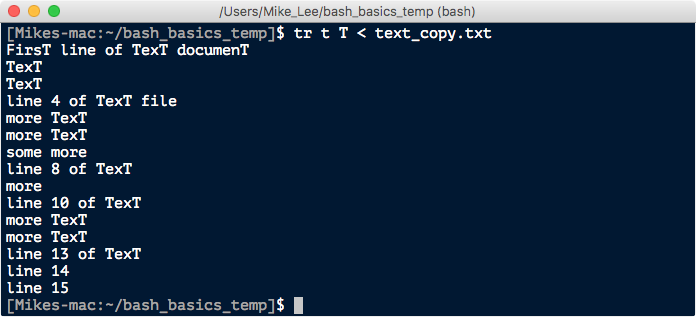 /Users/Mike_Lee/bash_basics_temp (bash)
[Mikes-mac:~/bash_basics_temp]$ tr t T < text_copy.txt
FirsT line of TexT documenT
TexT
TexT
line 4 of TexT file
more TexT
more TexT
some more
line 8 of TexT
more
line 10 of TexT
more TexT
more TexT
line 13 of TexT
line 14
line 15
[Mikes-mac:~/bash_basics_temp]$